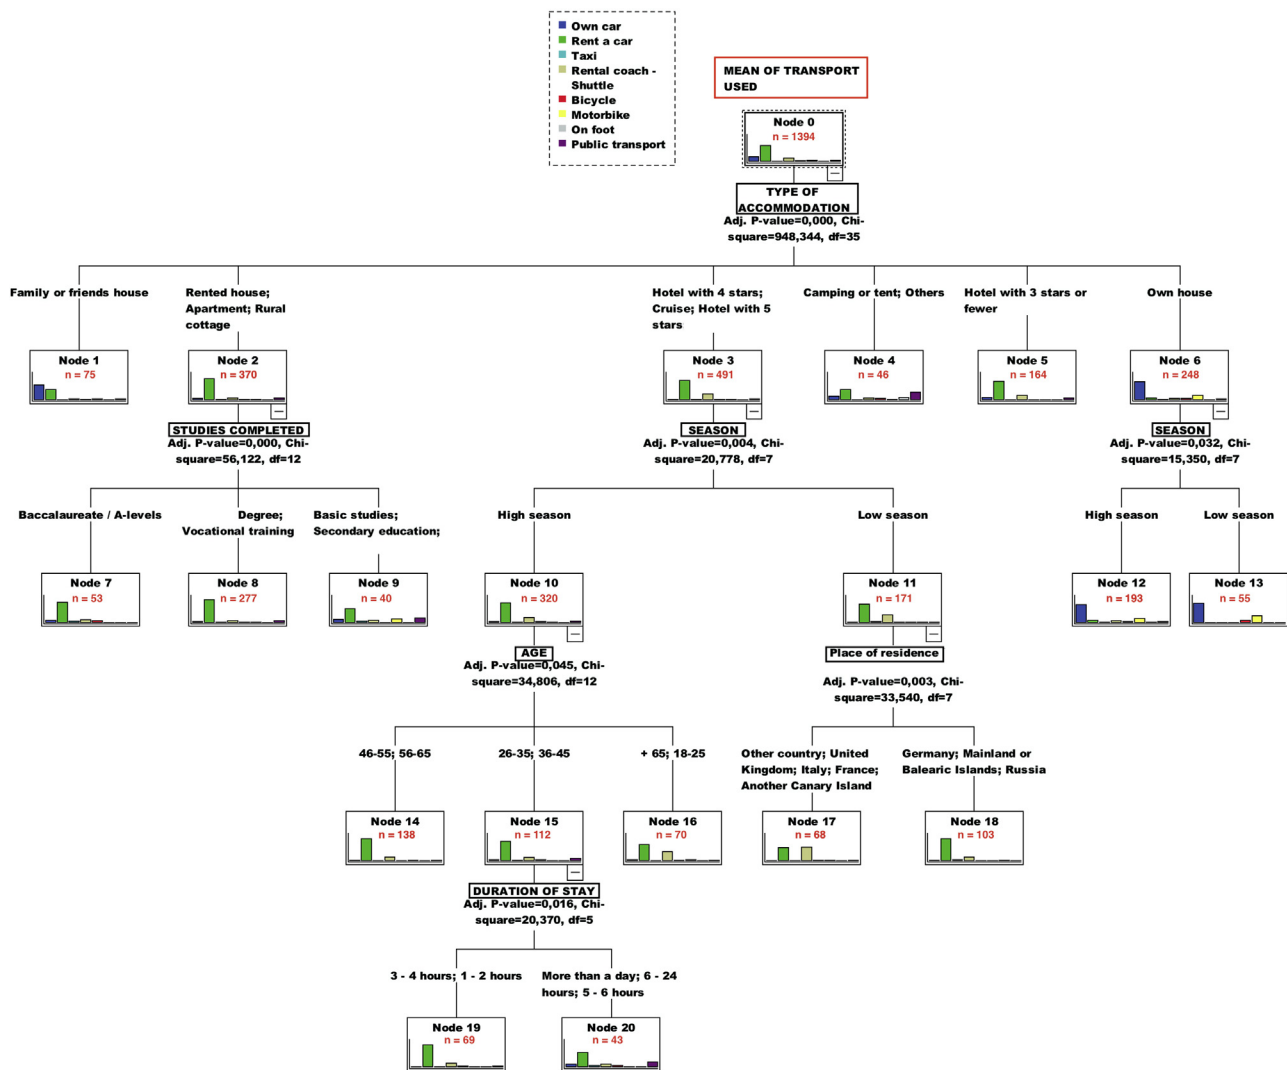 Own car
Rent a car
Taxi
Rental coach -
Shuttle
Bicycle
Motorbike
On foot
Public transport
MEAN OF TRANSPORT
USED
Node 0
n = 1394
TYPE OF
ACCOMMODATION
Adj. P-value=0,000, Chi-
square=948,344, df=35
Family or friends house
Rented house;
Apartment; Rural
cottage
Hotel with 4 stars;
Cruise; Hotel with 5
stars
Camping or tent; Others
Hotel with 3 stars or
fewer
Own house
Node 1
n = 75
Node 2
n = 370
Node 3
n = 491
Node 4
n = 46
Node 5
n = 164
Node 6
n = 248
STUDIES COMPLETED
Adj. P-value=0,000, Chi-
square=56,122, df=12
SEASON
Adj. P-value=0,004, Chi-
square=20,778, df=7
SEASON
Adj. P-value=0,032, Chi-
square=15,350, df=7
Baccalaureate / A-levels
Degree;
Vocational training
Basic studies;
Secondary education;
High season
Low season
High season
Low season
Node 7
n = 53
Node 8
n = 277
Node 9
n = 40
Node 10
n = 320
Node 11
n = 171
Node 12
n = 193
Node 13
n = 55
AGE
Adj. P-value=0,045, Chi-
square=34,806, df=12
Place of residence
Adj. P-value=0,003, Chi-
square=33,540, df=7
46-55; 56-65
26-35; 36-45
+ 65; 18-25
Other country; United
Kingdom; Italy; France;
Another Canary Island
Germany; Mainland or
Balearic Islands; Russia
Node 14
n = 138
Node 15
n = 112
Node 16
n = 70
Node 17
n = 68
Node 18
n = 103
DURATION OF STAY
Adj. P-value=0,016, Chi-
square=20,370, df=5
3 - 4 hours; 1 - 2 hours
More than a day; 6 - 24
hours; 5 - 6 hours
Node 19
n = 69
Node 20
n = 43